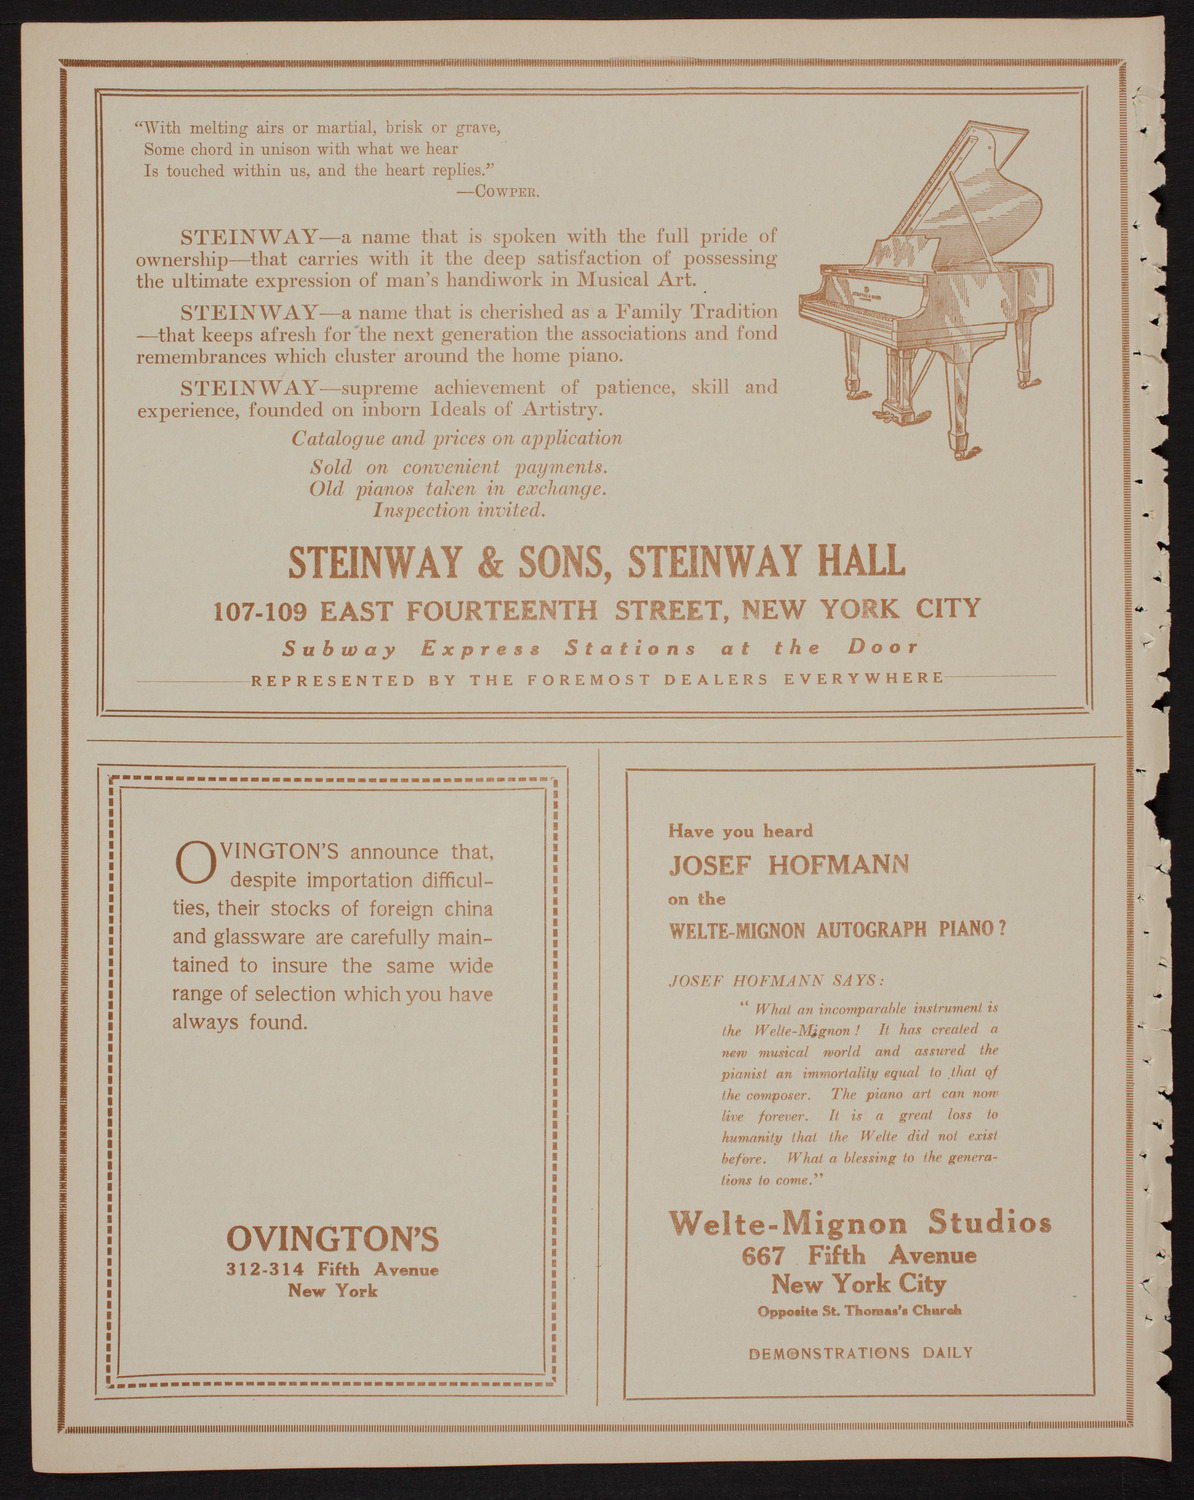 “With melting airs or martial, brisk or grave,
Some chord in unison with what we hear
Is touched within us, and the heart replies.”
—COWPER.
STEINWAY—a name that is spoken with the full pride of
ownership—that carries with it the deep satisfaction of possessing
the ultimate expression of man’s handiwork in Musical Art.
STEINWAY—a name that is cherished as a Family Tradition
—that keeps afresh for the next generation the associations and fond
remembrances which cluster around the home piano.
STEINWAY—supreme achievement of patience, skill and
experience, founded on inborn Ideals of Artistry.
Catalogue and prices on application
Sold on convenient payments.
Old pianos taken in exchange.
Inspection invited.
STEINWAY & SONS, STEINWAY HALL
107-109 EAST FOURTEENTH STREET, NEW YORK CITY
Subway Express Stations at the Door
REPRESENTED BY THE FOREMOST DEALERS EVERYWHERE
OVINGTON’S announce that,
despite importation difficul-
ties, their stocks of foreign china
and glassware are carefully main-
tained to insure the same wide
range of selection which you have
always found.
OVINGTON’S
312-314 Fifth Avenue
New York
Have you heard
JOSEF HOFMANN
on the
WELTE-MIGNON AUTOGRAPH PIANO?
JOSEF HOFMANN SAYS:
“What an incomparable instrument is
the Welte-Mignon! It has created a
new musical world and assured the
pianist an immortality equal to that of
the composer. The piano art can now
live forever. It is a great loss to
humanity that the Welte did not exist
before. What a blessing to the genera-
tions to come.”
Welte-Mignon Studios
667 Fifth Avenue
New York City
Opposite St. Thomas’s Church
DEMONSTRATIONS DAILY